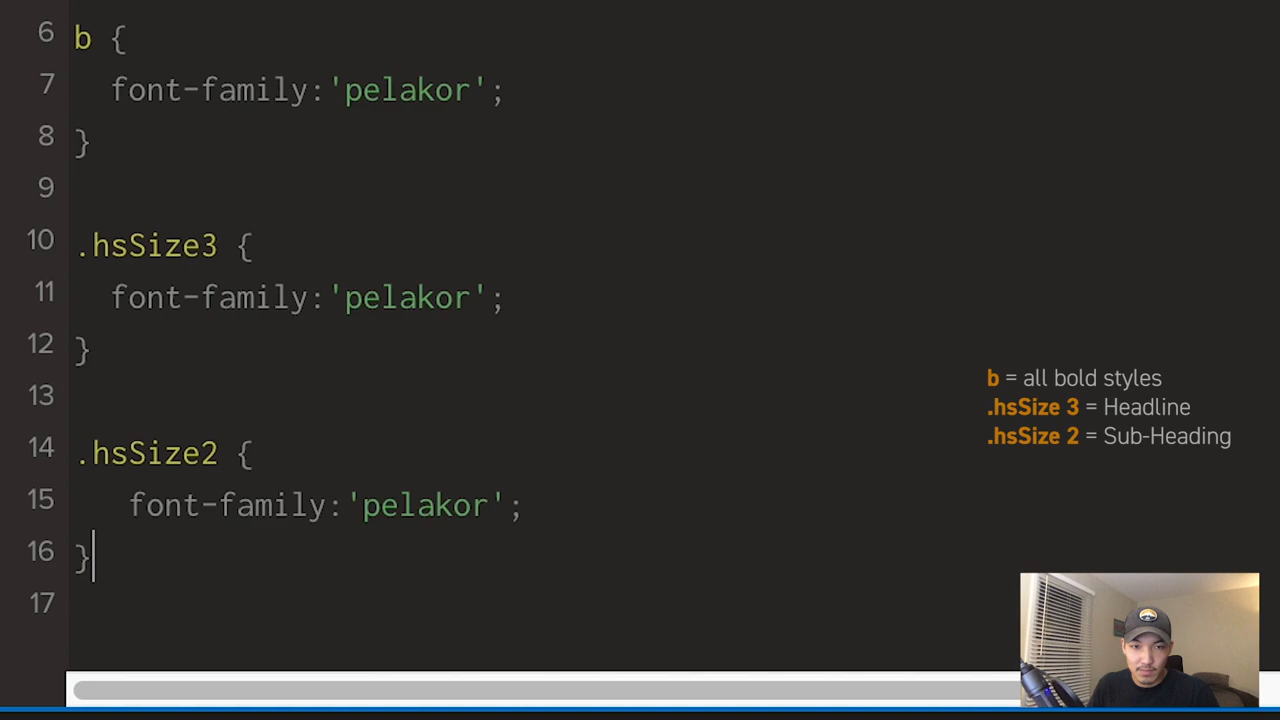 6 b {
7 font-family:'pelakor';
8 }
9
10 .hsSize3 {
11 font-family:'pelakor';
12 }
13
14 .hsSize2 {
15 font-family:'pelakor';
16 }
17
b = all bold styles
.hsSize 3 = Headline
.hsSize 2 = Sub-Heading